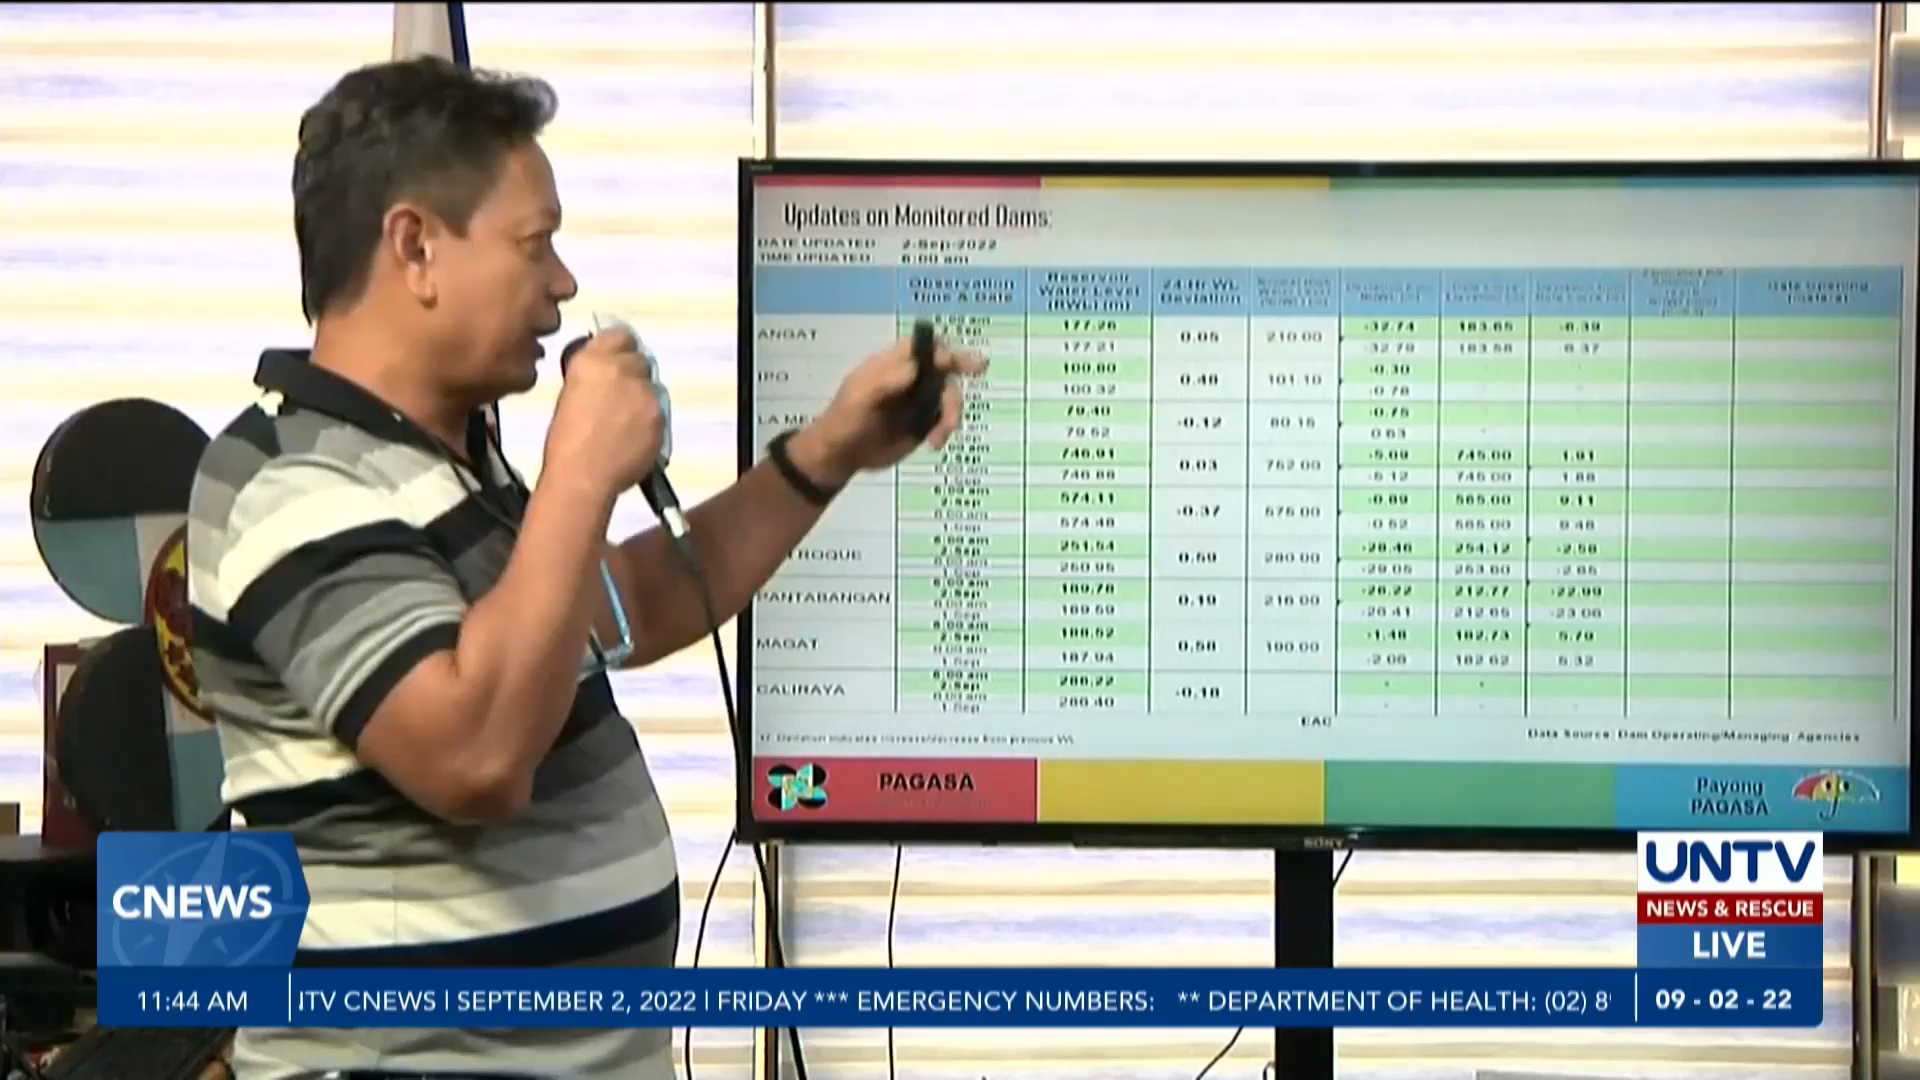 Updates on Monitored Dams:
DATE UPDATED 2-Sep-2022
TIME UPDATED 6:00 am
Observation Time & Date
Reservoir Water Level (RWL) (m)
24 Hr WL Deviation
ANGAT 177.26 0.05 210.00 -32.74 183.65 -6.39
177.21 -32.79 183.58 -6.37
IPO 100.80 0.48 101.10 -0.30
100.32 -0.78
LA ME 79.40 -0.12 80.15 -0.75
79.52 0.63
746.91 0.03 752.00 -5.09 745.00 1.91
746.88 -5.12 745.00 1.88
574.11 -0.37 575.00 -0.89 565.00 9.11
574.48 0.52 565.00 9.48
ROQUE 251.54 0.59 280.00 -28.46 254.12 -2.58
250.95 -29.05 253.60 -2.65
PANTABANGAN 189.78 0.19 216.00 -26.22 212.77 -22.99
189.59 -26.41 212.65 -23.06
MAGAT 188.52 0.58 190.00 -1.48 182.73 5.79
187.94 -2.06 182.62 5.32
CALIRAYA 286.22 -0.18
286.40
EAC
Data Source: Dam Operating/Managing Agencies
PAGASA
Payong
PAGASA
SONY
CNEWS
UNTV
NEWS & RESCUE
LIVE
11:44 AM
TV CNEWS | SEPTEMBER 2, 2022 | FRIDAY *** EMERGENCY NUMBERS: ** DEPARTMENT OF HEALTH: (02) 8
09 - 02 - 22